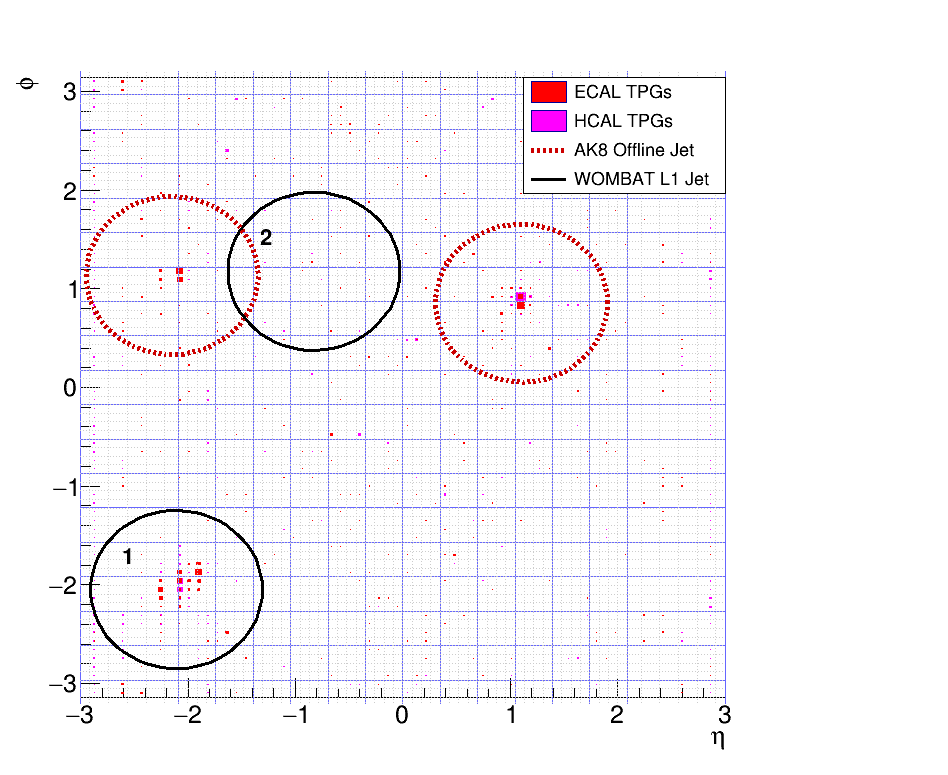 ϕ
3
ECAL TPGs
HCAL TPGs
AK8 Offline Jet
WOMBAT L1 Jet
2
2
1
0
−1
1
−2
−3
−3 −2 −1 0 1 2 3
η